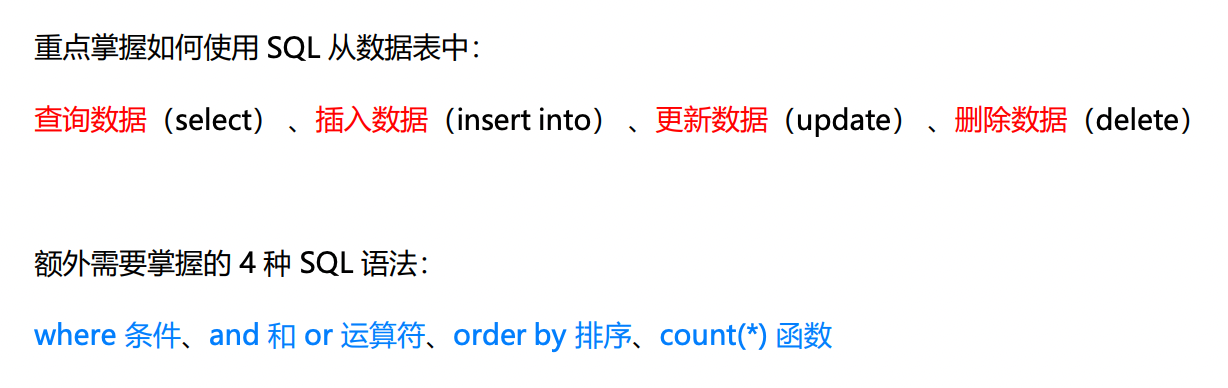 重点掌握如何使用 SQL 从数据表中：
查询数据（select） 、插入数据（insert into） 、更新数据（update） 、删除数据（delete）
额外需要掌握的 4 种 SQL 语法：
where 条件、and 和 or 运算符、order by 排序、count(*) 函数